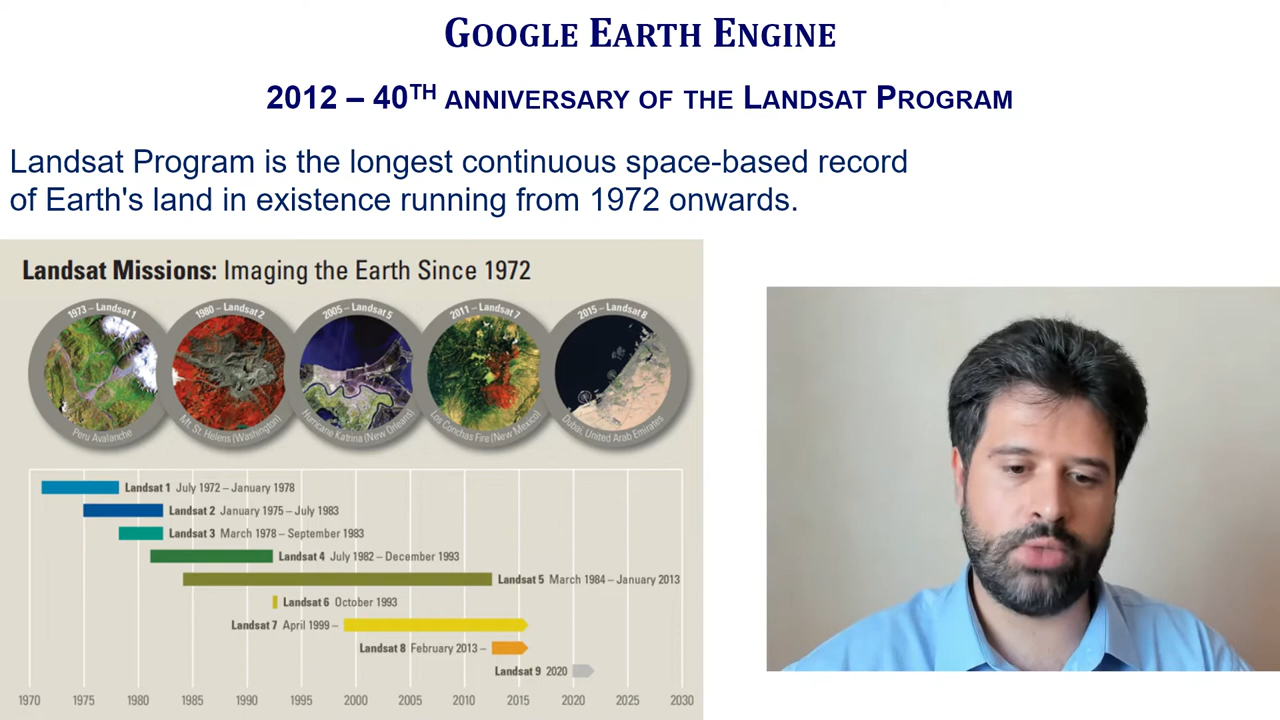 GOOGLE EARTH ENGINE
2012 – 40TH ANNIVERSARY OF THE LANDSAT PROGRAM
Landsat Program is the longest continuous space-based record
of Earth's land in existence running from 1972 onwards.
Landsat Missions: Imaging the Earth Since 1972
1973 – Landsat 1
1980 – Landsat 2
2005 – Landsat 5
2011 – Landsat 7
2015 – Landsat 8
Peru Avalanche
Mt. St. Helens (Washington)
Hurricane Katrina (New Orleans)
Los Conchas Fire (New Mexico)
Dubai, United Arab Emirates
Landsat 1 July 1972 – January 1978
Landsat 2 January 1975 – July 1983
Landsat 3 March 1978 – September 1983
Landsat 4 July 1982 – December 1993
Landsat 5 March 1984 – January 2013
Landsat 6 October 1993
Landsat 7 April 1999 –
Landsat 8 February 2013 –
Landsat 9 2020
1970 1975 1980 1985 1990 1995 2000 2005 2010 2015 2020 2025 2030